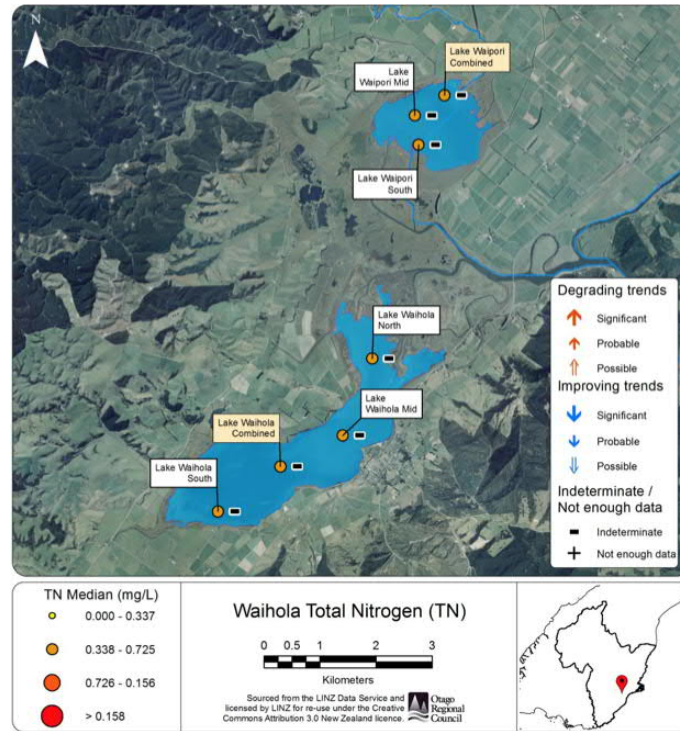 N
Lake Waipori
Combined
Lake
Waipori Mid
Lake Waipori
South
Lake Waihola
North
Lake
Waihola Mid
Lake Waihola
Combined
Lake Waihola
South
Degrading trends
Significant
Probable
Possible
Improving trends
Significant
Probable
Possible
Indeterminate /
Not enough data
Indeterminate
Not enough data
TN Median (mg/L)
0.000 - 0.337
0.338 - 0.725
0.726 - 0.156
> 0.158
Waihola Total Nitrogen (TN)
0 0.5 1 2 3
Kilometers
Sourced from the LINZ Data Service and
licensed by LINZ for re-use under the Creative
Commons Attribution 3.0 New Zealand licence.
Otago
Regional
Council